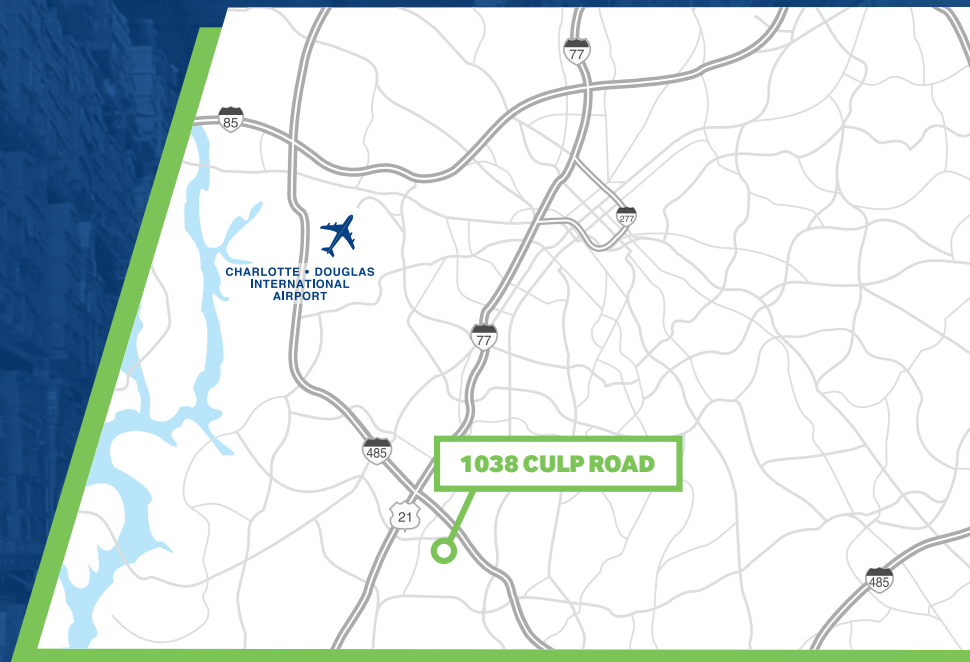 77
85
277
CHARLOTTE • DOUGLAS
INTERNATIONAL
AIRPORT
77
485
1038 CULP ROAD
21
485